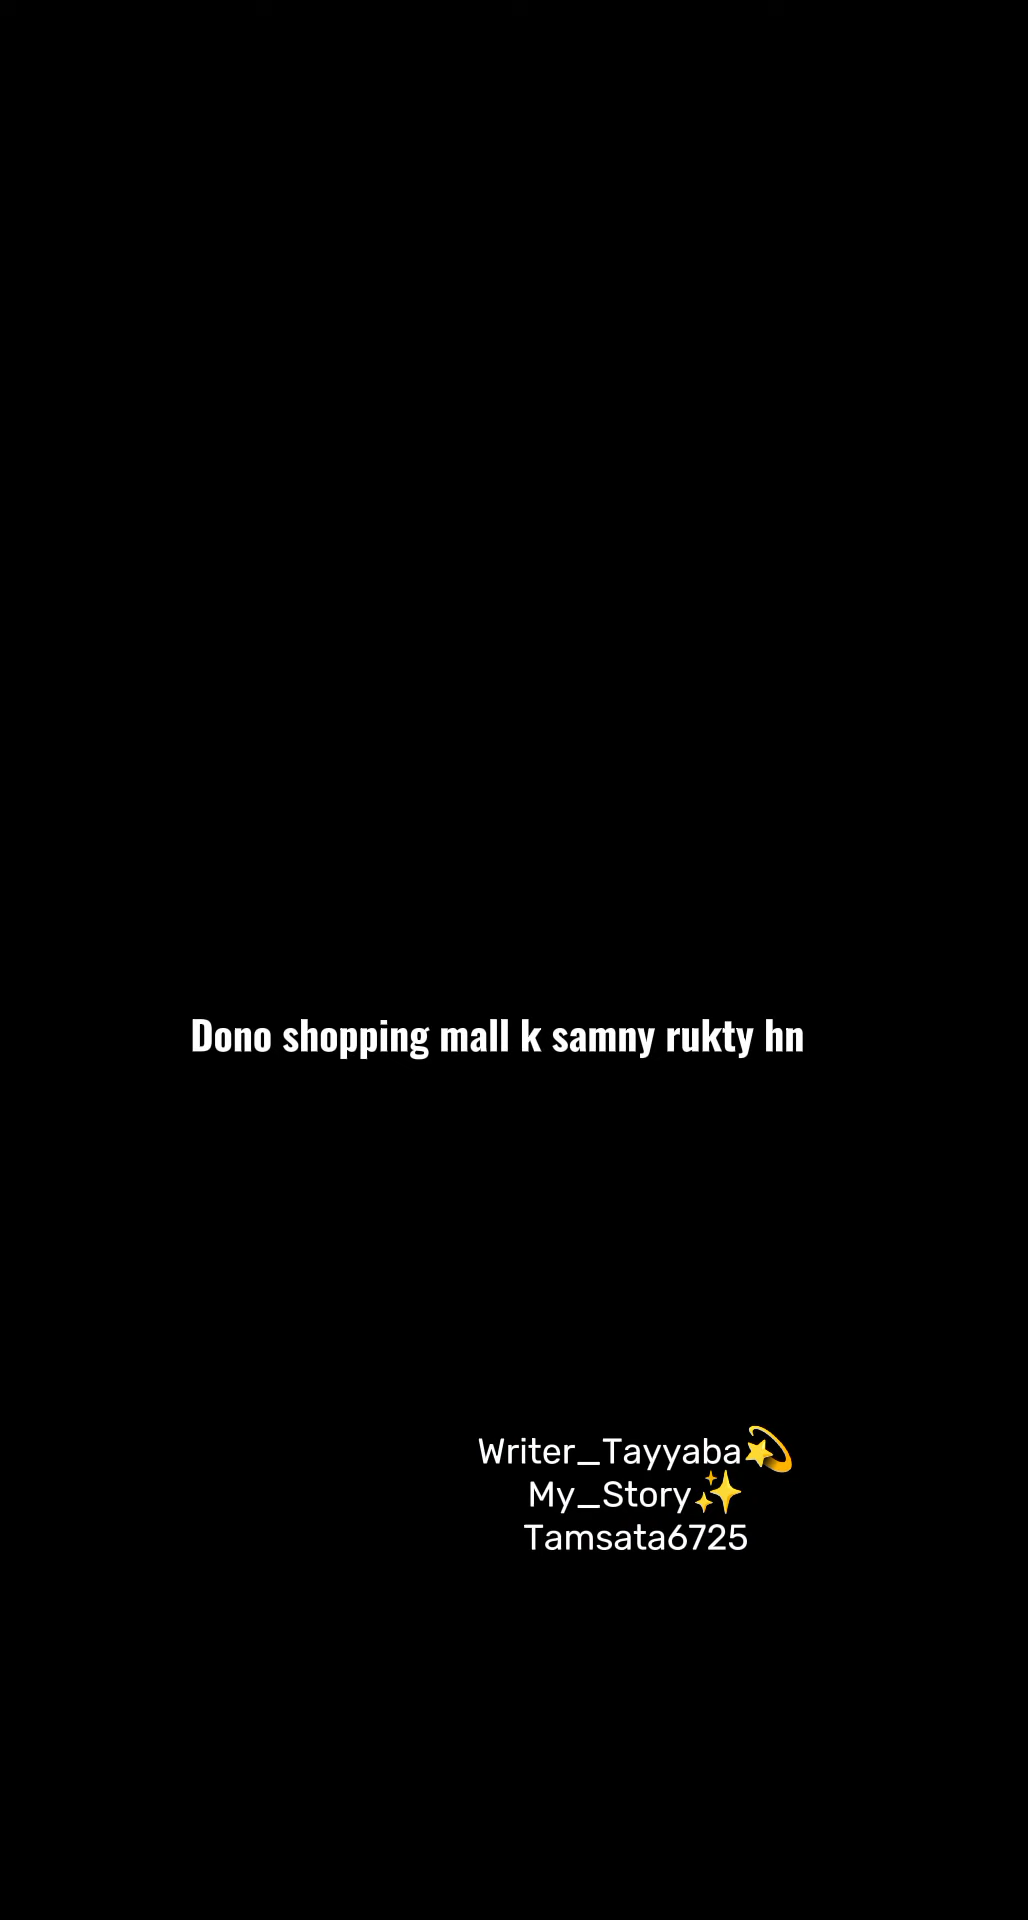 Dono shopping mall k samny rukty hn
Writer_Tayyaba💫
My_Story✨
Tamsata6725